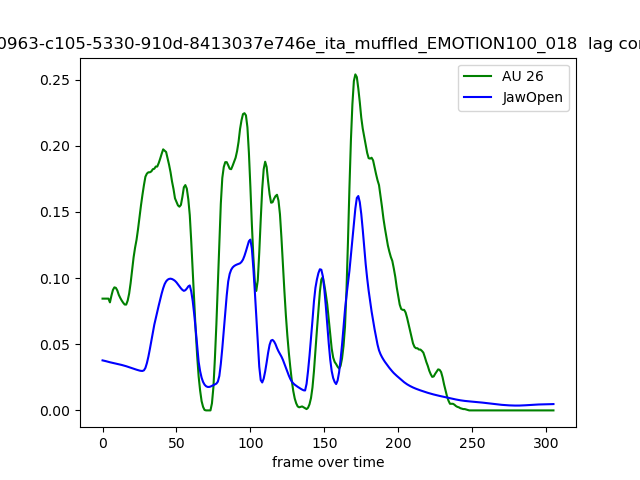 0963-c105-5330-910d-8413037e746e_ita_muffled_EMOTION100_018 lag
AU 26
JawOpen
0.25
0.20
0.15
0.10
0.05
0.00
0 50 100 150 200 250 300
frame over time